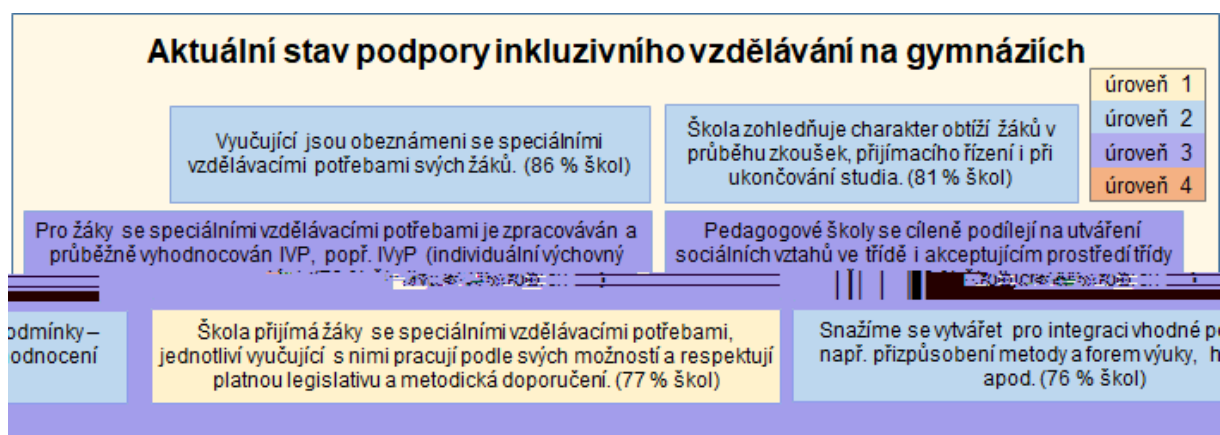 Aktuální stav podpory inkluzivního vzdělávání na gymnáziích
úroveň 1
úroveň 2
úroveň 3
úroveň 4
Vyučující jsou obeznámeni se speciálními
vzdělávacími potřebami svých žáků. (86 % škol)
Škola zohledňuje charakter obtíží žáků v
průběhu zkoušek, přijímacího řízení i při
ukončování studia. (81 % škol)
Pro žáky se speciálními vzdělávacími potřebami je zpracováván a
průběžně vyhodnocován IVP, popř. IVyP (individuální výchovný
Pedagogové školy se cíleně podílejí na utváření
sociálních vztahů ve třídě i akceptujícím prostředí třídy
odmínky –
odnocení
Škola přijímá žáky se speciálními vzdělávacími potřebami,
jednotliví vyučující s nimi pracují podle svých možností a respektují
platnou legislativu a metodická doporučení. (77 % škol)
Snažíme se vytvářet pro integraci vhodné p
např. přizpůsobení metody a forem výuky, h
apod. (76 % škol)